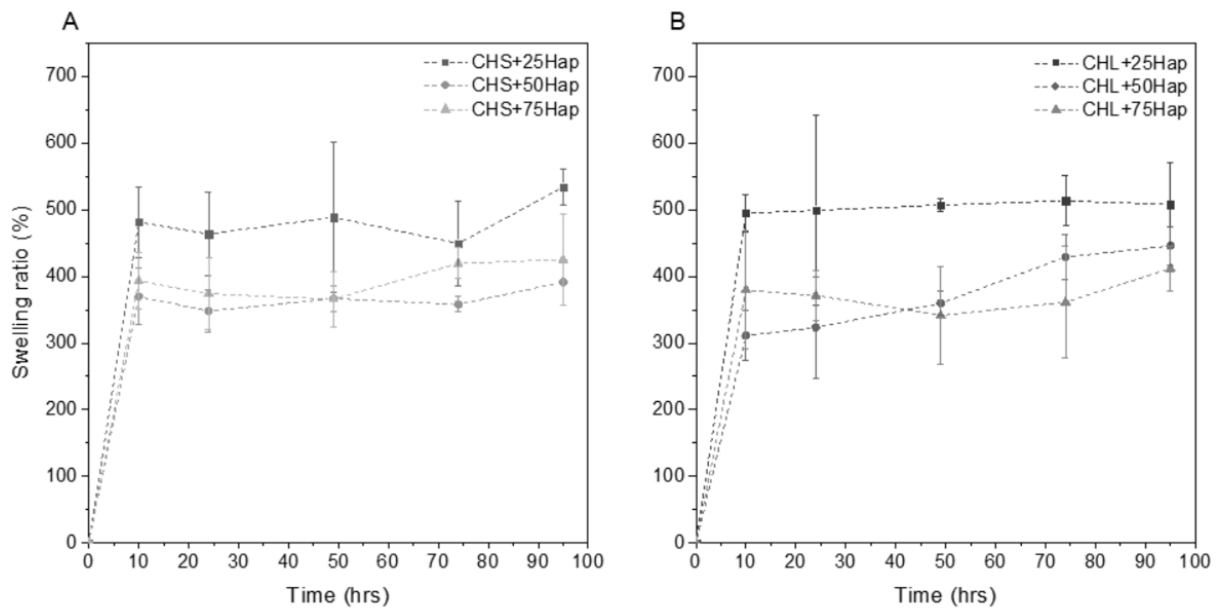 A
700
600
500
400
300
200
100
0
Swelling ratio (%)
CHS+25Hap
CHS+50Hap
CHS+75Hap
0 10 20 30 40 50 60 70 80 90 100
Time (hrs)
B
700
600
500
400
300
200
100
0
CHL+25Hap
CHL+50Hap
CHL+75Hap
0 10 20 30 40 50 60 70 80 90 100
Time (hrs)